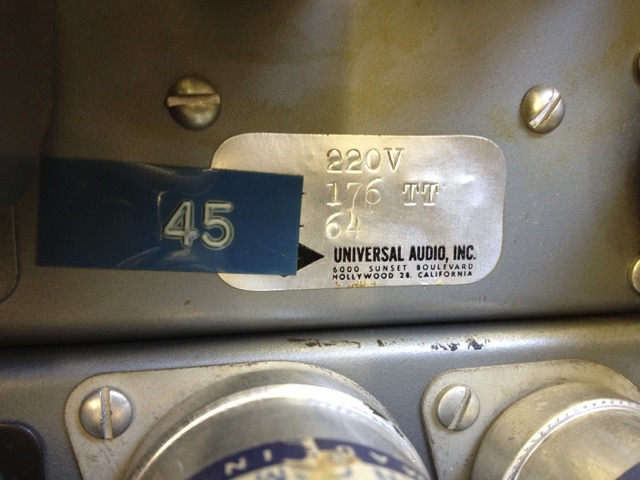 220V
176 TT
64
45
UNIVERSAL AUDIO, INC.
6000 SUNSET BOULEVARD
HOLLYWOOD 28, CALIFORNIA